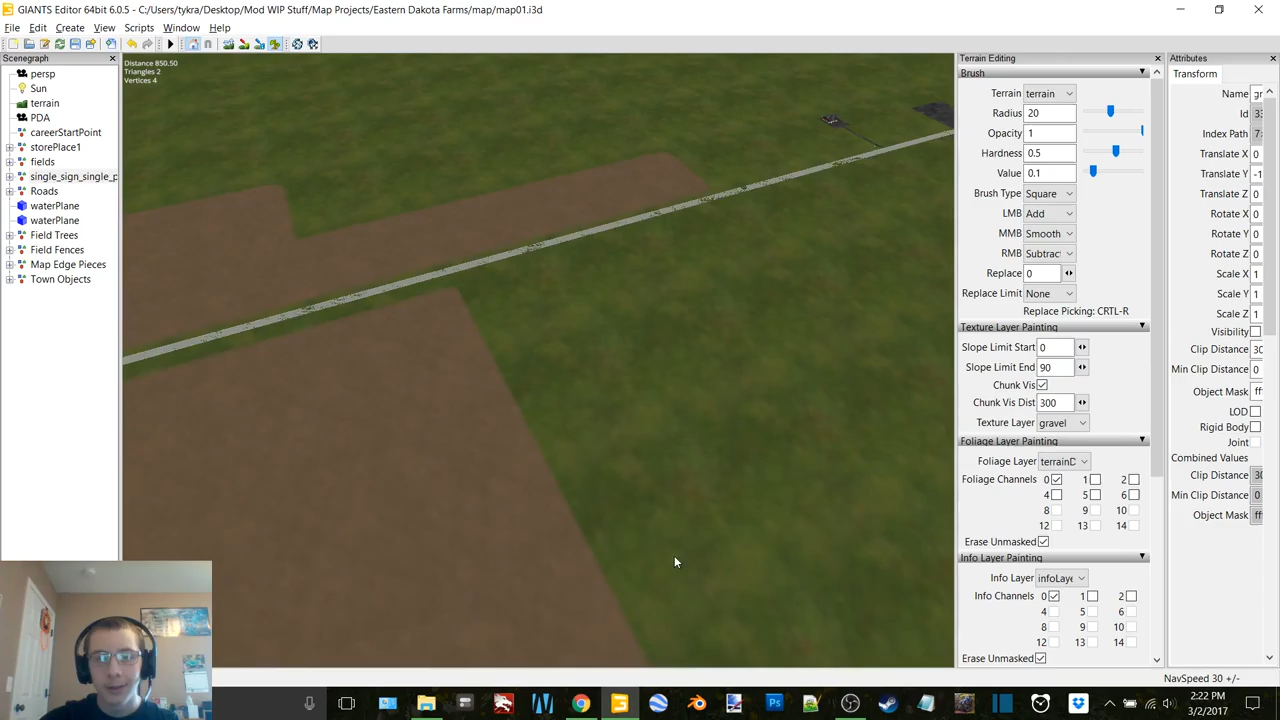 GIANTS Editor 64bit 6.0.5 - C:/Users/tykra/Desktop/Mod WIP Stuff/Map Projects/Eastern Dakota Farms/map/map01.i3d
File Edit Create View Scripts Window Help
Scenegraph
persp
Sun
terrain
PDA
careerStartPoint
storePlace1
fields
single_sign_single_p
Roads
waterPlane
waterPlane
Field Trees
Field Fences
Map Edge Pieces
Town Objects
Distance 850.50
Triangles 2
Vertices 4
Terrain Editing
Brush
Terrain terrain
Radius 20
Opacity 1
Hardness 0.5
Value 0.1
Brush Type Square
LMB Add
MMB Smooth
RMB Subtrac
Replace 0
Replace Limit None
Replace Picking: CRTL-R
Texture Layer Painting
Slope Limit Start 0
Slope Limit End 90
Chunk Vis
Chunk Vis Dist 300
Texture Layer gravel
Foliage Layer Painting
Foliage Layer terrainD
Foliage Channels 0 1 2
4 5 6
8 9 10
12 13 14
Erase Unmasked
Info Layer Painting
Info Layer infoLaye
Info Channels 0 1 2
4 5 6
8 9 10
12 13 14
Erase Unmasked
Attributes
Transform
Name gr
Id 3
Index Path 7
Translate X 0
Translate Y -1
Translate Z 0
Rotate X 0
Rotate Y 0
Rotate Z 0
Scale X 1
Scale Y 1
Scale Z 1
Visibility
Clip Distance 30
Min Clip Distance 0
Object Mask ff
LOD
Rigid Body
Joint
Combined Values
Clip Distance 30
Min Clip Distance 0
Object Mask ff
NavSpeed 30 +/-
2:22 PM
3/2/2017